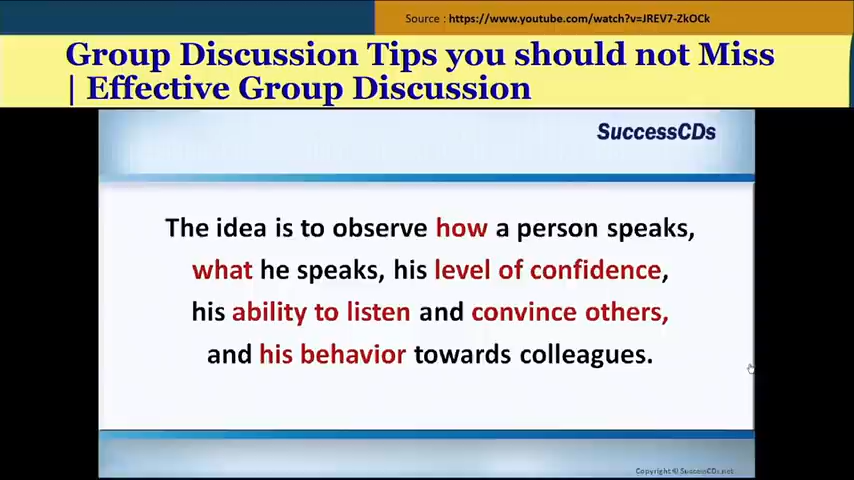 Source : https://www.youtube.com/watch?v=JREV7-ZkOCk
Group Discussion Tips you should not Miss
| Effective Group Discussion
SuccessCDs
The idea is to observe how a person speaks,
what he speaks, his level of confidence,
his ability to listen and convince others,
and his behavior towards colleagues.
Copyright © SuccessCDs.net